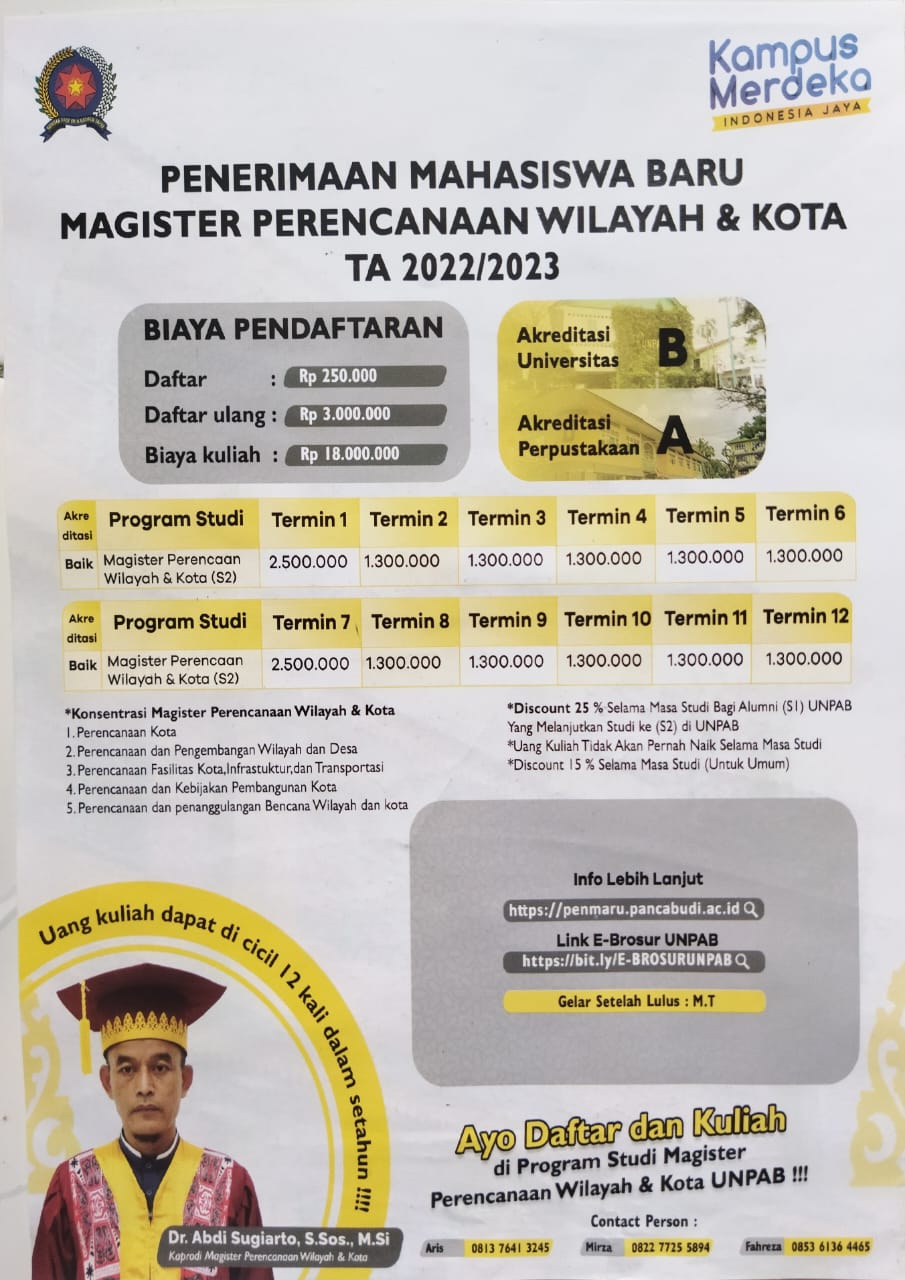 Kampus
Merdeka
INDONESIA JAYA
PENERIMAAN MAHASISWA BARU
MAGISTER PERENCANAAN WILAYAH & KOTA
TA 2022/2023
BIAYA PENDAFTARAN
Daftar : Rp 250.000
Daftar ulang : Rp 3.000.000
Biaya kuliah : Rp 18.000.000
Akreditasi
Universitas B
Akreditasi
Perpustakaan A
Akre
ditasi Program Studi Termin 1 Termin 2 Termin 3 Termin 4 Termin 5 Termin 6
Baik Magister Perencaan
Wilayah & Kota (S2) 2.500.000 1.300.000 1.300.000 1.300.000 1.300.000 1.300.000
Akre
ditasi Program Studi Termin 7 Termin 8 Termin 9 Termin 10 Termin 11 Termin 12
Baik Magister Perencaan
Wilayah & Kota (S2) 2.500.000 1.300.000 1.300.000 1.300.000 1.300.000 1.300.000
*Konsentrasi Magister Perencanaan Wilayah & Kota
1. Perencanaan Kota
2. Perencanaan dan Pengembangan Wilayah dan Desa
3. Perencanaan Fasilitas Kota,Infrastuktur,dan Transportasi
4. Perencanaan dan Kebijakan Pembangunan Kota
5. Perencanaan dan penanggulangan Bencana Wilayah dan kota
*Discount 25 % Selama Masa Studi Bagi Alumni (S1) UNPAB
Yang Melanjutkan Studi ke (S2) di UNPAB
*Uang Kuliah Tidak Akan Pernah Naik Selama Masa Studi
*Discount 15 % Selama Masa Studi (Untuk Umum)
Info Lebih Lanjut
https://penmaru.pancabudi.ac.id
Link E-Brosur UNPAB
https://bit.ly/E-BROSURUNPAB
Gelar Setelah Lulus : M.T
Uang kuliah dapat di cicil 12 kali dalam setahun !!!!
Dr. Abdi Sugiarto, S.Sos., M.Si
Kaprodi Magister Perencanaan Wilayah & Kota
Ayo Daftar dan Kuliah
di Program Studi Magister
Perencanaan Wilayah & Kota UNPAB !!!
Contact Person :
Aris 0813 7641 3245 Mirza 0822 7725 5894 Fahreza 0853 6136 4465